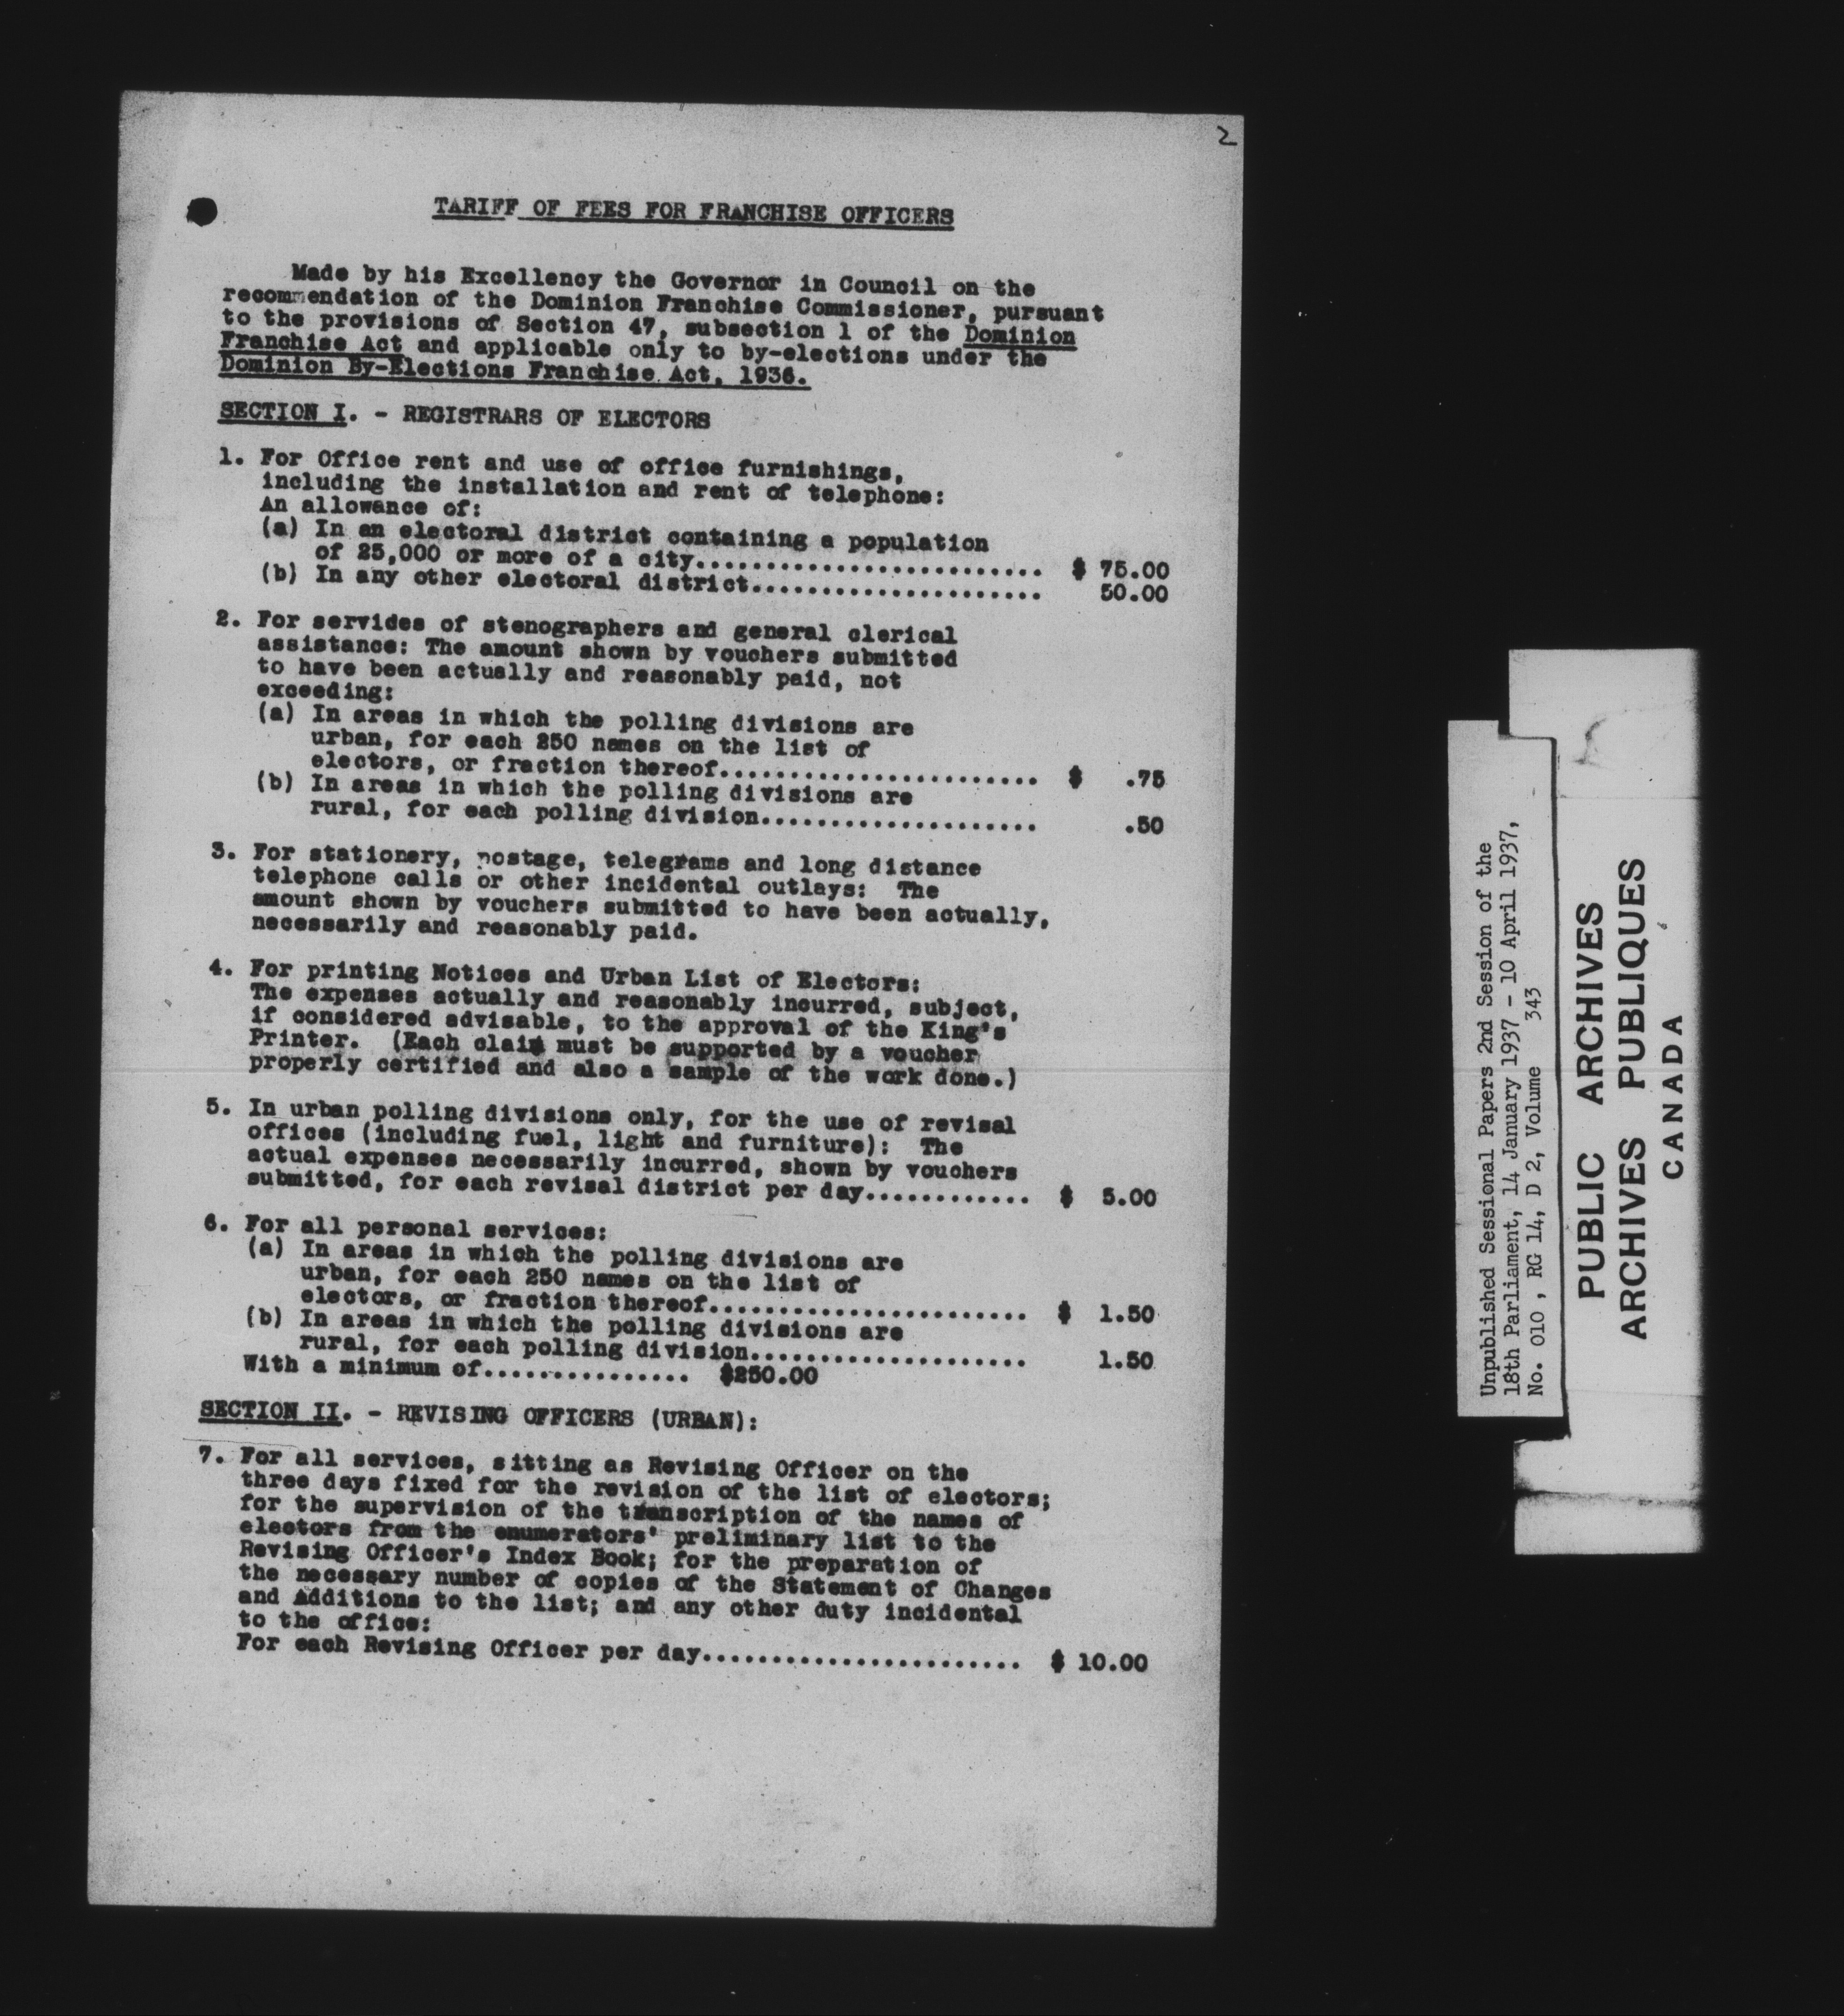 2
TARIFF OF FEES FOR FRANCHISE OFFICERS
Made by his Excellency the Governor in Council on the
recommendation of the Dominion Franchise Commissioner, pursuant
to the provisions of Section 47, subsection 1 of the Dominion
Franchise Act and applicable only to by-elections under the
Dominion By-Elections Franchise Act, 1936.
SECTION I. - REGISTRARS OF ELECTORS
1. For Office rent and use of office furnishings,
including the installation and rent of telephone:
An allowance of:
(a) In an electoral district containing a population
of 25,000 or more of a city......................... $ 75.00
(b) In any other electoral district..................... 50.00
2. For servides of stenographers and general clerical
assistance: The amount shown by vouchers submitted
to have been actually and reasonably paid, not
exceeding:
(a) In areas in which the polling divisions are
urban, for each 250 names on the list of
electors, or fraction thereof....................... $ .75
(b) In areas in which the polling divisions are
rural, for each polling division.................... .50
3. For stationery, postage, telegrams and long distance
telephone calls or other incidental outlays: The
amount shown by vouchers submitted to have been actually,
necessarily and reasonably paid.
4. For printing Notices and Urban List of Electors:
The expenses actually and reasonably incurred, subject,
if considered advisable, to the approval of the King's
Printer. (Each claim must be supported by a voucher
properly certified and also a sample of the work done.)
5. In urban polling divisions only, for the use of revisal
offices (including fuel, light and furniture): The
actual expenses necessarily incurred, shown by vouchers
submitted, for each revisal district per day............ $ 5.00
6. For all personal services:
(a) In areas in which the polling divisions are
urban, for each 250 names on the list of
electors, or fraction thereof....................... $ 1.50
(b) In areas in which the polling divisions are
rural, for each polling division.................... 1.50
With a minimum of............... $250.00
SECTION II. - REVISING OFFICERS (URBAN):
7. For all services, sitting as Revising Officer on the
three days fixed for the revision of the list of electors;
for the supervision of the transcription of the names of
electors from the enumerators' preliminary list to the
Revising Officer's Index Book; for the preparation of
the necessary number of copies of the Statement of Changes
and Additions to the list; and any other duty incidental
to the office:
For each Revising Officer per day....................... $ 10.00
Unpublished Sessional Papers 2nd Session of the
18th Parliament, 14 January 1937 - 10 April 1937,
No. 010 , RG 14, D 2, Volume 343
PUBLIC ARCHIVES
ARCHIVES PUBLIQUES
CANADA